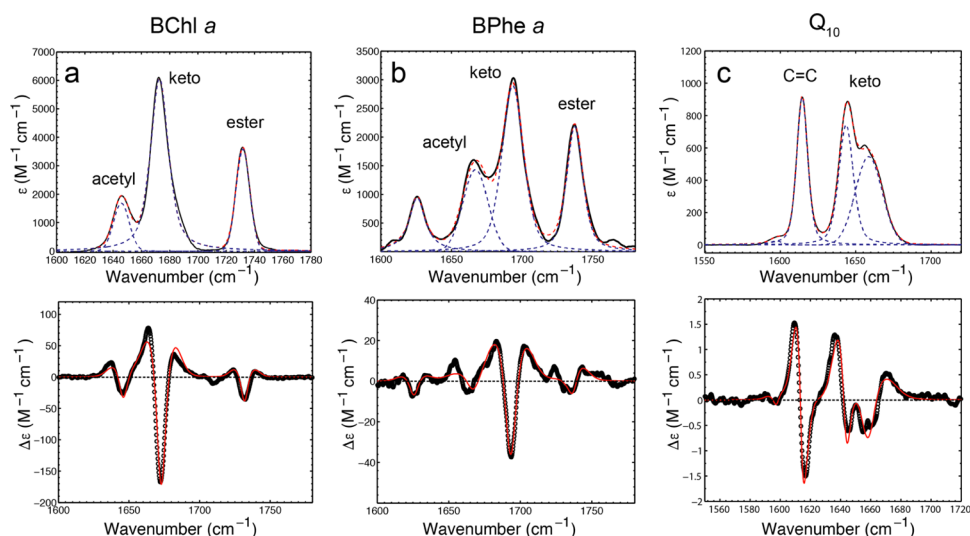 BChl a
BPhe a
Q10
a
keto
acetyl
ester
7000
6000
5000
4000
3000
2000
1000
0
ε (M−1 cm−1)
1600 1620 1640 1660 1680 1700 1720 1740 1760 1780
Wavenumber (cm−1)
b
keto
acetyl
ester
3500
3000
2500
2000
1500
1000
500
0
ε (M−1 cm−1)
1600 1650 1700 1750
Wavenumber (cm−1)
c
C=C
keto
1200
1000
800
600
400
200
0
ε (M−1 cm−1)
1550 1600 1650 1700
Wavenumber (cm−1)
100
50
0
−50
−100
−150
−200
Δε (M−1 cm−1)
1600 1650 1700 1750
Wavenumber (cm−1)
40
20
0
−20
−40
Δε (M−1 cm−1)
1600 1650 1700 1750
Wavenumber (cm−1)
2
1.5
1
0.5
0
−0.5
−1
−1.5
−2
Δε (M−1 cm−1)
1560 1580 1600 1620 1640 1660 1680 1700 1720
Wavenumber (cm−1)